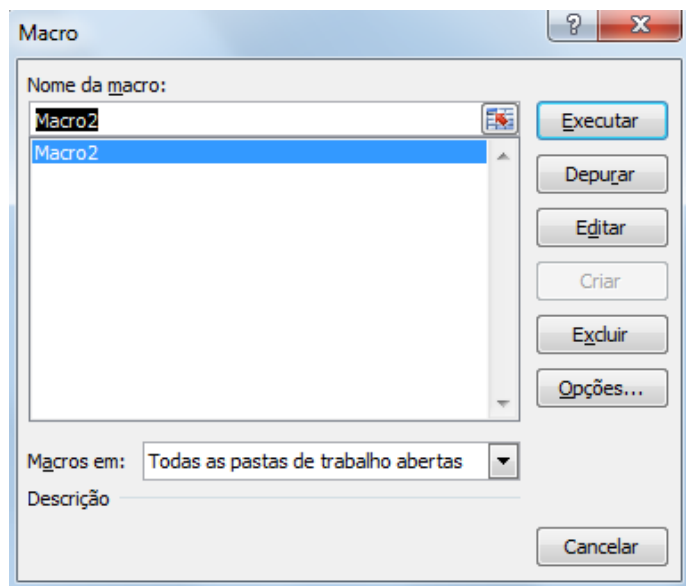 Macro
Nome da macro:
Macro2
Macro2
Executar
Depurar
Editar
Criar
Excluir
Opções...
Macros em: Todas as pastas de trabalho abertas
Descrição
Cancelar